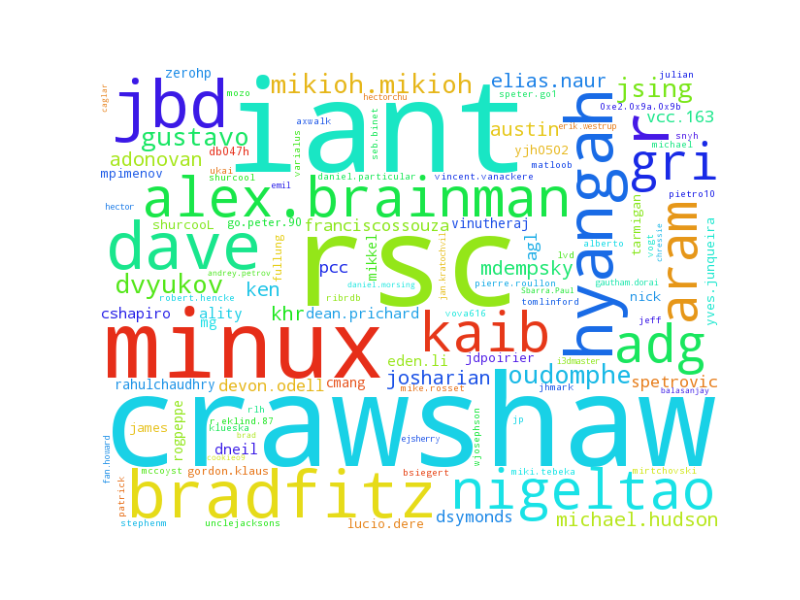 zerohp
mikioh.mikioh
elias.naur
julian
caglar
jbd
iant
mozo
hectorchu
speter.go1
jsing
0xe2.0x9a.0x9b
gustavo
axwalk
seb.binet
austin
erik.westrup
vcc.163
hyangah
r
varialus
db047h
yjh0502
michael
snyh
adonovan
ukai
matloob
gri
mpimenov
shurcool
daniel.particular
vincent.vanackere
pietro10
emil
alex.brainman
hector
shurcooL
go.peter.90
franciscossouza
vinutheraj
aram
tarmigan
yves.junqueira
dave
rsc
fullung
mikkel
jan.kratochvil
agl
alberto
vogt
chressie
lvd
andrey.petrov
pcc
mdempsky
dvyukov
ken
daniel.morsing
pierre.roullon
gautham.dorai
robert.hencke
ribrdb
5barra.Paul
nick
tomlinford
cshapiro
ality
khr
dean.prichard
vova616
mg
kaib
jeff
minux
adg
eden.li
jdpoirier
i3dmaster
balasanjay
josharian
oudomphe
rahulchaudhry
devon.odell
cmang
mike.rosset
jhmark
spetrovic
crawshaw
rlh
r.eklind.87
jp
james
rogpeppe
klueska
brad
cookieo9
ejsherry
wjosephson
fan.howard
dneil
mccoyst
gordon.klaus
bsiegert
miki.tebeka
mirtchovski
patrick
bradfitz
nigeltao
stephenm
unclejacksons
lucio.dere
dsymonds
michael.hudson